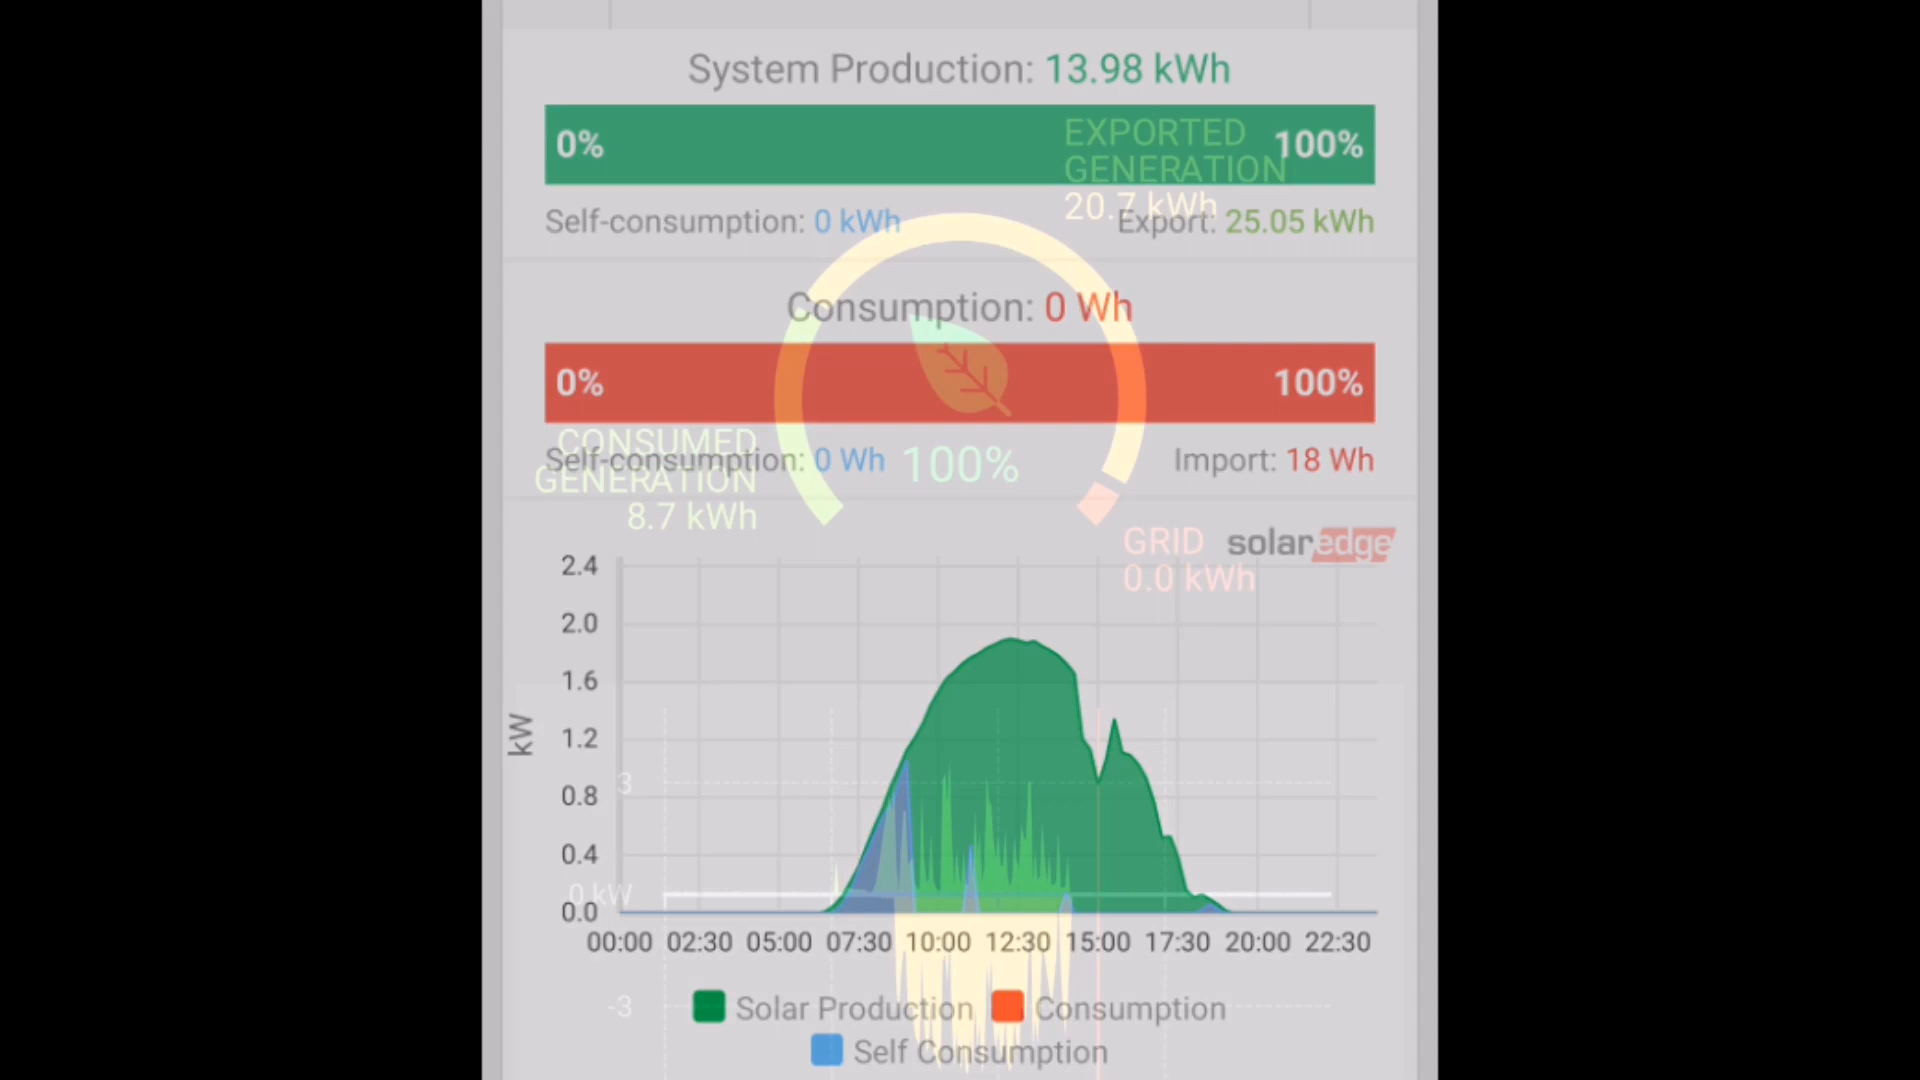 System Production: 13.98 kWh
0%
100%
EXPORTED
GENERATION
20.7 kWh
Self-consumption: 0 kWh
Export: 25.05 kWh
Consumption: 0 Wh
0%
100%
CONSUMED
GENERATION
8.7 kWh
Self-consumption: 0 Wh
100%
Import: 18 Wh
GRID
0.0 kWh
solaredge
kW
2.4
2.0
1.6
1.2
0.8
0.4
0.0
3
0 kW
-3
00:00 02:30 05:00 07:30 10:00 12:30 15:00 17:30 20:00 22:30
Solar Production Consumption
Self Consumption